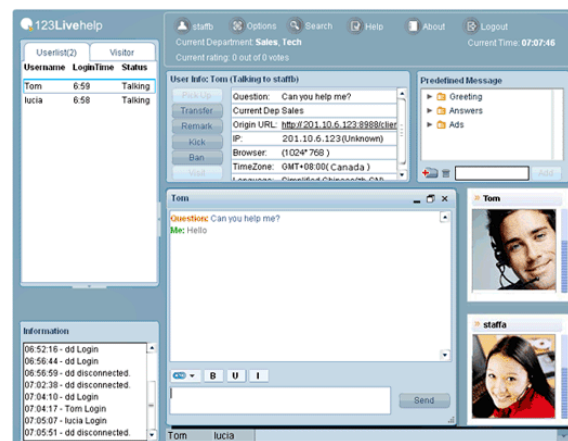 123Livehelp
staffb Options Search Help About Logout
Current Department: Sales, Tech
Current Time: 07:07:46
Current rating: 0 out of 0 votes
Userlist(2) Visitor
Username LoginTime Status
Tom 6:59 Talking
lucia 6:58 Talking
User Info: Tom (Talking to staffb)
Pick Up
Transfer
Remark
Kick
Ban
Visit
Question: Can you help me?
Current Dep Sales
Origin URL: http://201.10.6.123:8988/clien
IP: 201.10.6.123(Unknown)
Browser: (1024*768 )
TimeZone: GMT+08:00( Canada )
Language:
Predefined Message
Greeting
Answers
Ads
Add
Tom
Question: Can you help me?
Me: Hello
B U I
Send
Tom lucia
Tom
staffa
Information
06:52:16 - dd Login
06:56:44 - dd Login
06:56:59 - dd disconnected.
07:02:38 - dd disconnected.
07:04:10 - dd Login
07:04:17 - Tom Login
07:05:07 - lucia Login
07:05:51 - dd disconnected.